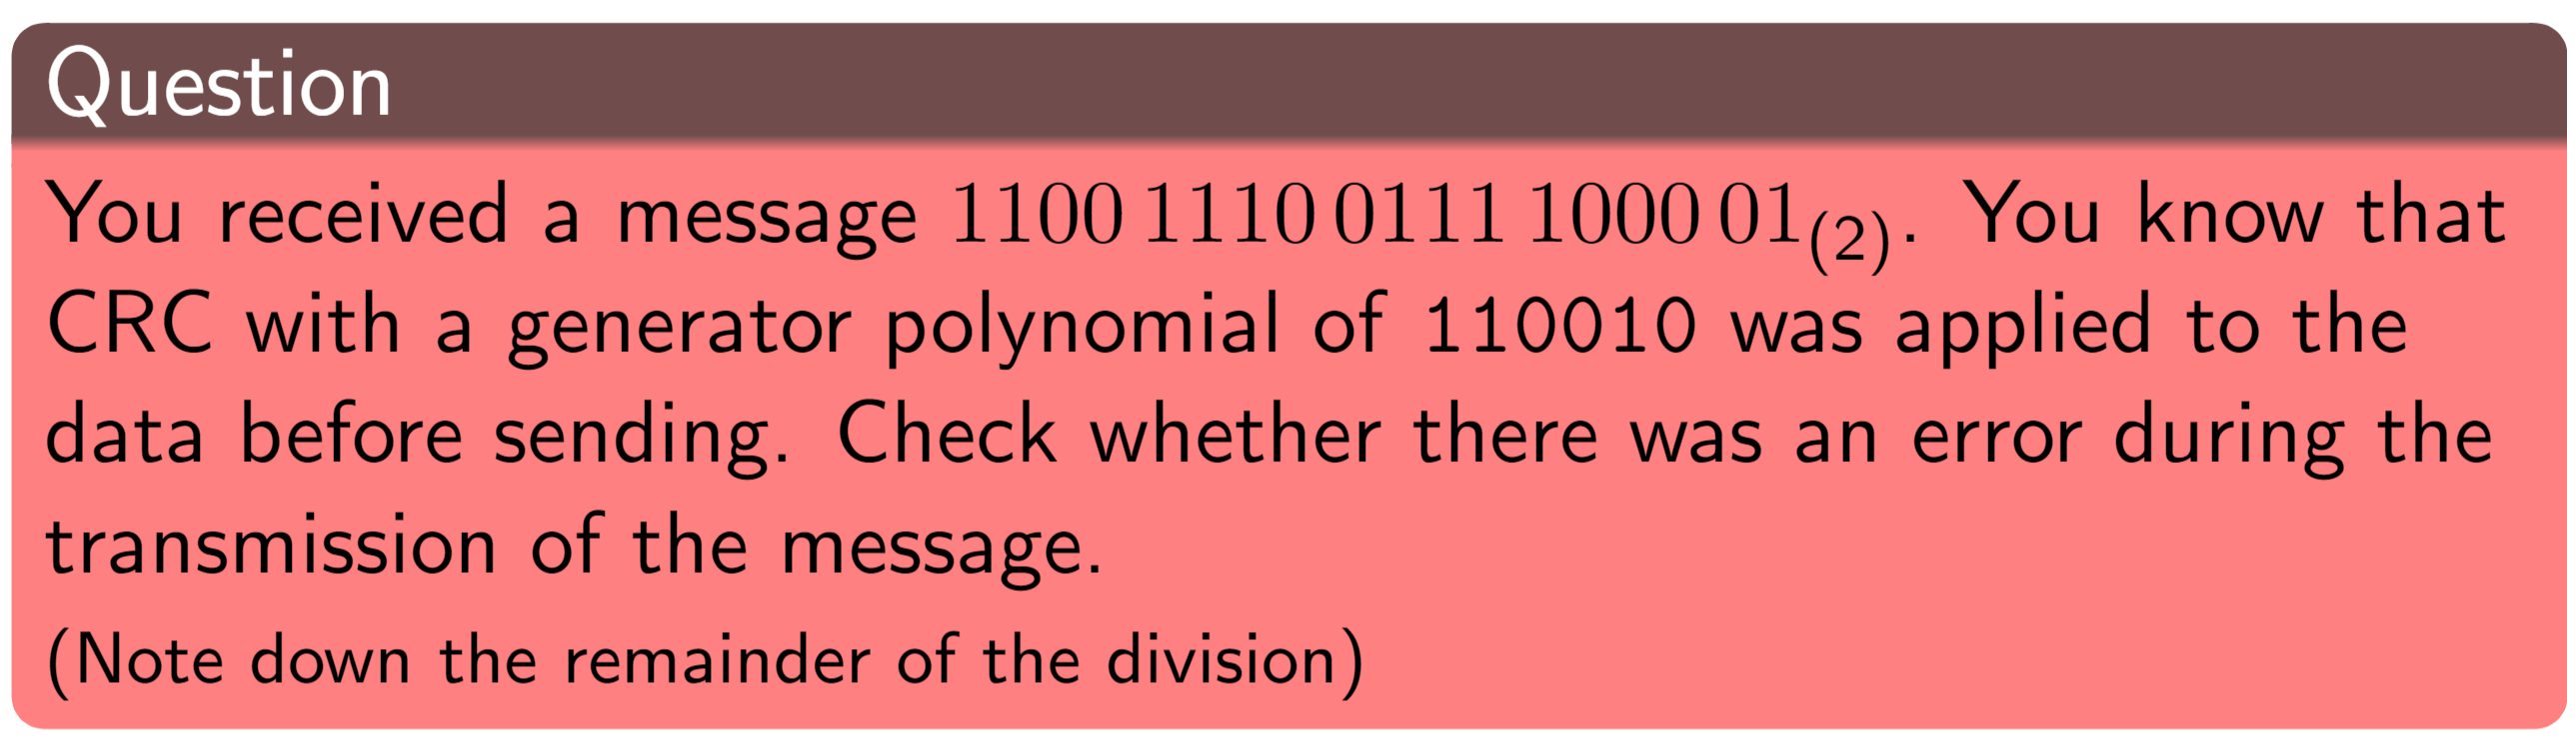 Question
You received a message 1100 1110 0111 1000 01(2). You know that
CRC with a generator polynomial of 110010 was applied to the
data before sending. Check whether there was an error during the
transmission of the message.
(Note down the remainder of the division)